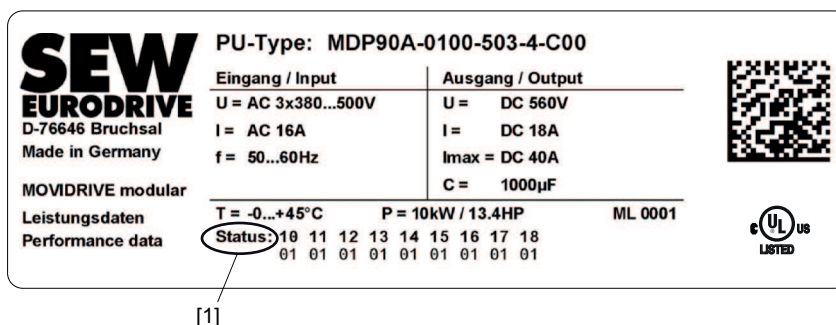 SEW
EURODRIVE
D-76646 Bruchsal
Made in Germany
MOVIDRIVE modular
Leistungsdaten
Performance data
PU-Type: MDP90A-0100-503-4-C00
Eingang / Input
U = AC 3x380...500V
I = AC 16A
f = 50...60Hz
Ausgang / Output
U = DC 560V
I = DC 18A
Imax = DC 40A
C = 1000µF
T = -0...+45°C P = 10kW / 13.4HP ML 0001
Status: 10 11 12 13 14 15 16 17 18
01 01 01 01 01 01 01 01 01
c UL US
LISTED
[1]